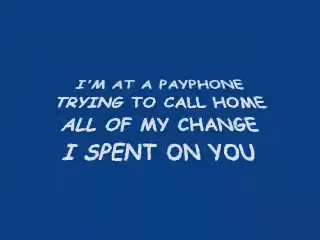 I'M AT A PAYPHONE
TRYING TO CALL HOME
ALL OF MY CHANGE
I SPENT ON YOU